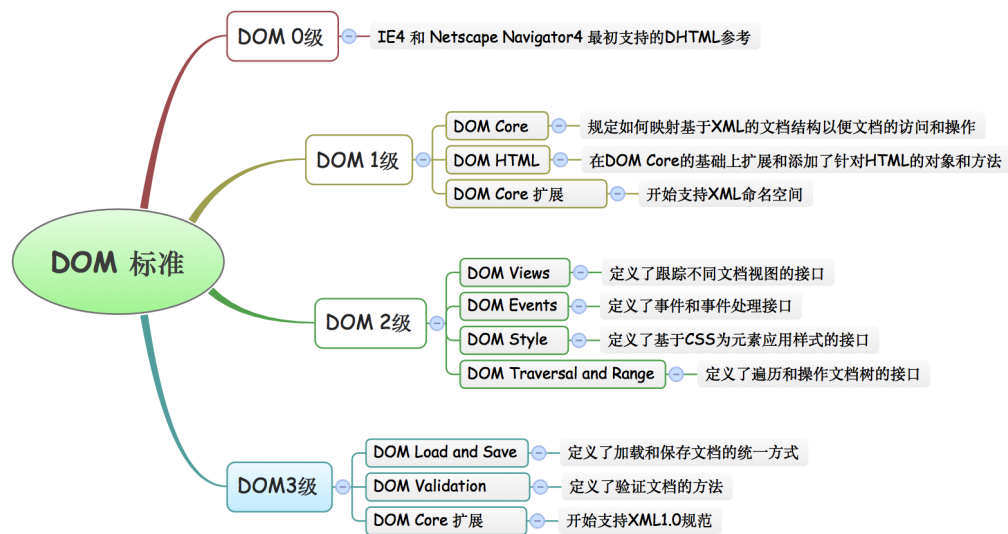 DOM 标准
DOM 0级
IE4 和 Netscape Navigator4 最初支持的DHTML参考
DOM 1级
DOM Core
规定如何映射基于XML的文档结构以便文档的访问和操作
DOM HTML
在DOM Core的基础上扩展和添加了针对HTML的对象和方法
DOM Core 扩展
开始支持XML命名空间
DOM 2级
DOM Views
定义了跟踪不同文档视图的接口
DOM Events
定义了事件和事件处理接口
DOM Style
定义了基于CSS为元素应用样式的接口
DOM Traversal and Range
定义了遍历和操作文档树的接口
DOM3级
DOM Load and Save
定义了加载和保存文档的统一方式
DOM Validation
定义了验证文档的方法
DOM Core 扩展
开始支持XML1.0规范